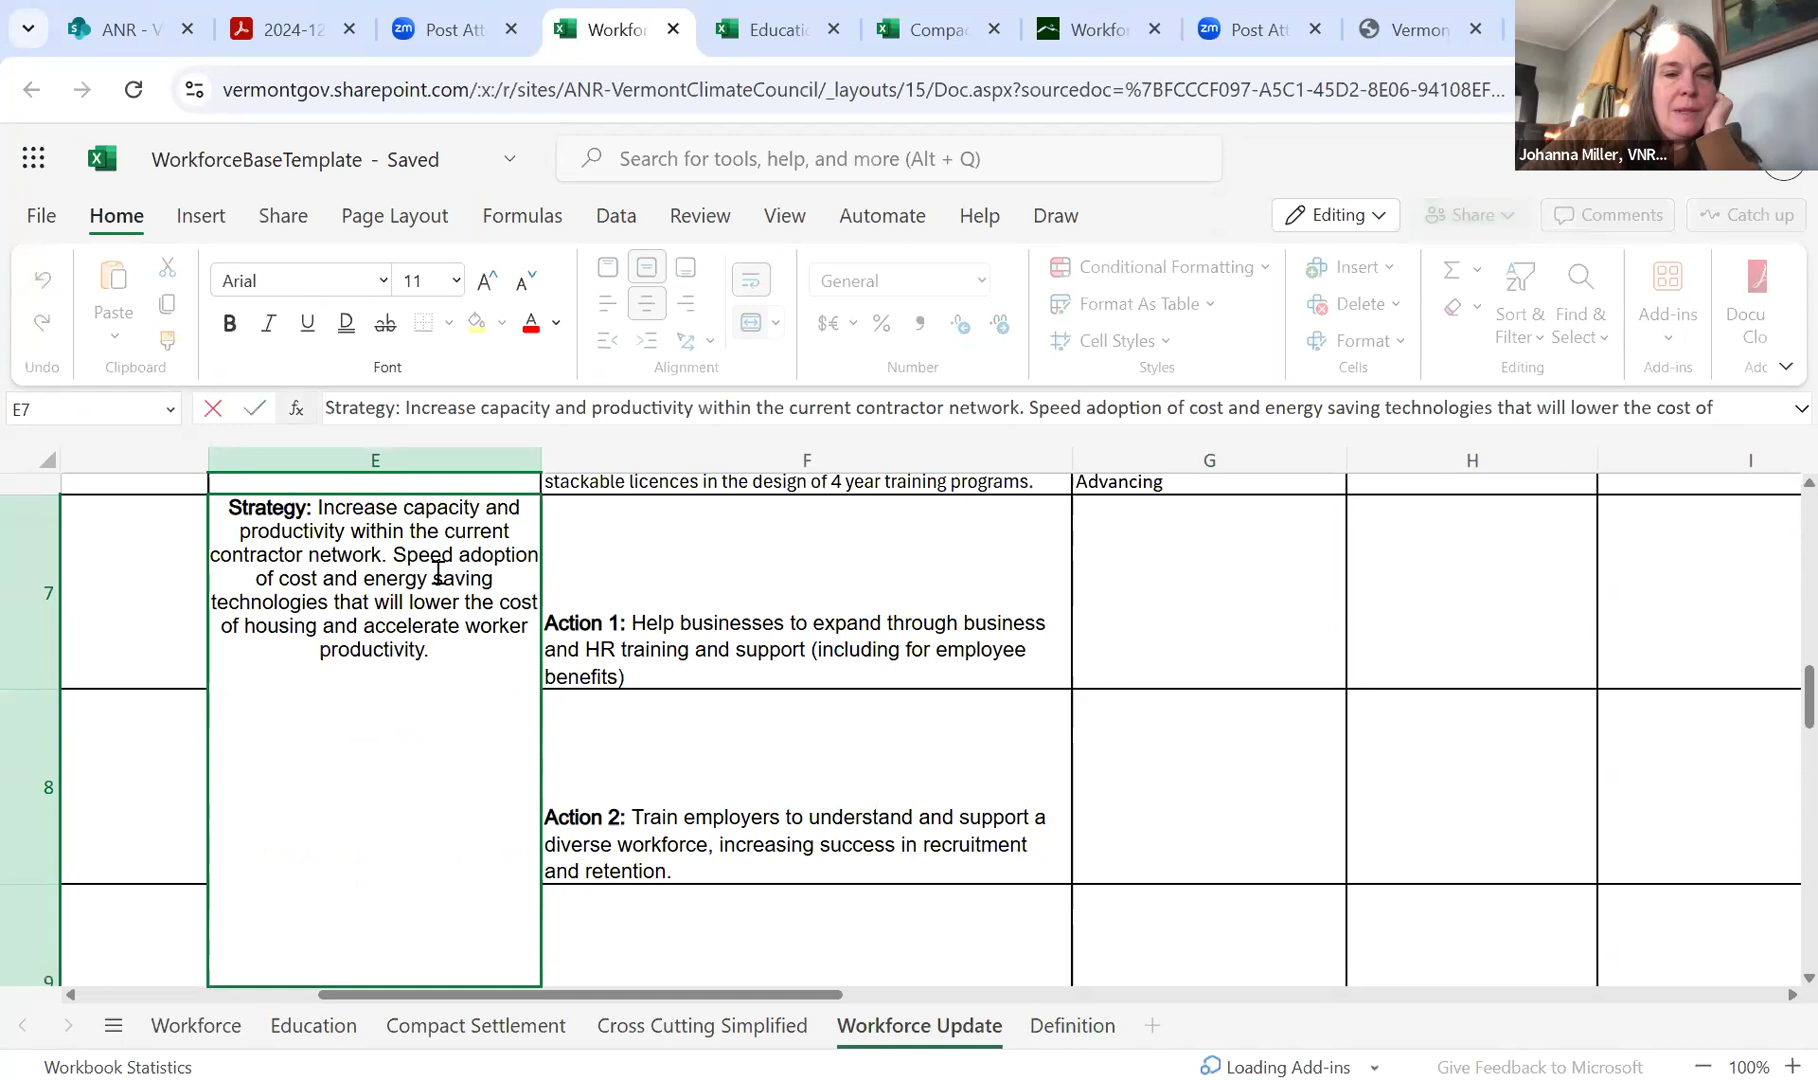 ANR - V
2024-12
Post Att
Workfor
Educatio
Compac
Workfo
Post Att
Vermon
vermontgov.sharepoint.com/:x:/r/sites/ANR-VermontClimateCouncil/_layouts/15/Doc.aspx?sourcedoc=%7BFCCCF097-A5C1-45D2-8E06-94108EF...
Johanna Miller, VNR...
WorkforceBaseTemplate - Saved
Search for tools, help, and more (Alt + Q)
File Home Insert Share Page Layout Formulas Data Review View Automate Help Draw
Editing Share Comments Catch up
Paste
Arial 11
General
Conditional Formatting
Format As Table
Cell Styles
Insert
Delete
Format
Sort & Filter
Find & Select
Add-ins
Docu
Clo
Undo Clipboard Font Alignment Number Styles Cells Editing Add-ins Adc
E7
fx Strategy: Increase capacity and productivity within the current contractor network. Speed adoption of cost and energy saving technologies that will lower the cost of
E F G H I
stackable licences in the design of 4 year training programs.
Advancing
7
Strategy: Increase capacity and
productivity within the current
contractor network. Speed adoption
of cost and energy saving
technologies that will lower the cost
of housing and accelerate worker
productivity.
Action 1: Help businesses to expand through business
and HR training and support (including for employee
benefits)
8
Action 2: Train employers to understand and support a
diverse workforce, increasing success in recruitment
and retention.
9
Workforce Education Compact Settlement Cross Cutting Simplified Workforce Update Definition
Workbook Statistics
Loading Add-ins
Give Feedback to Microsoft
100%